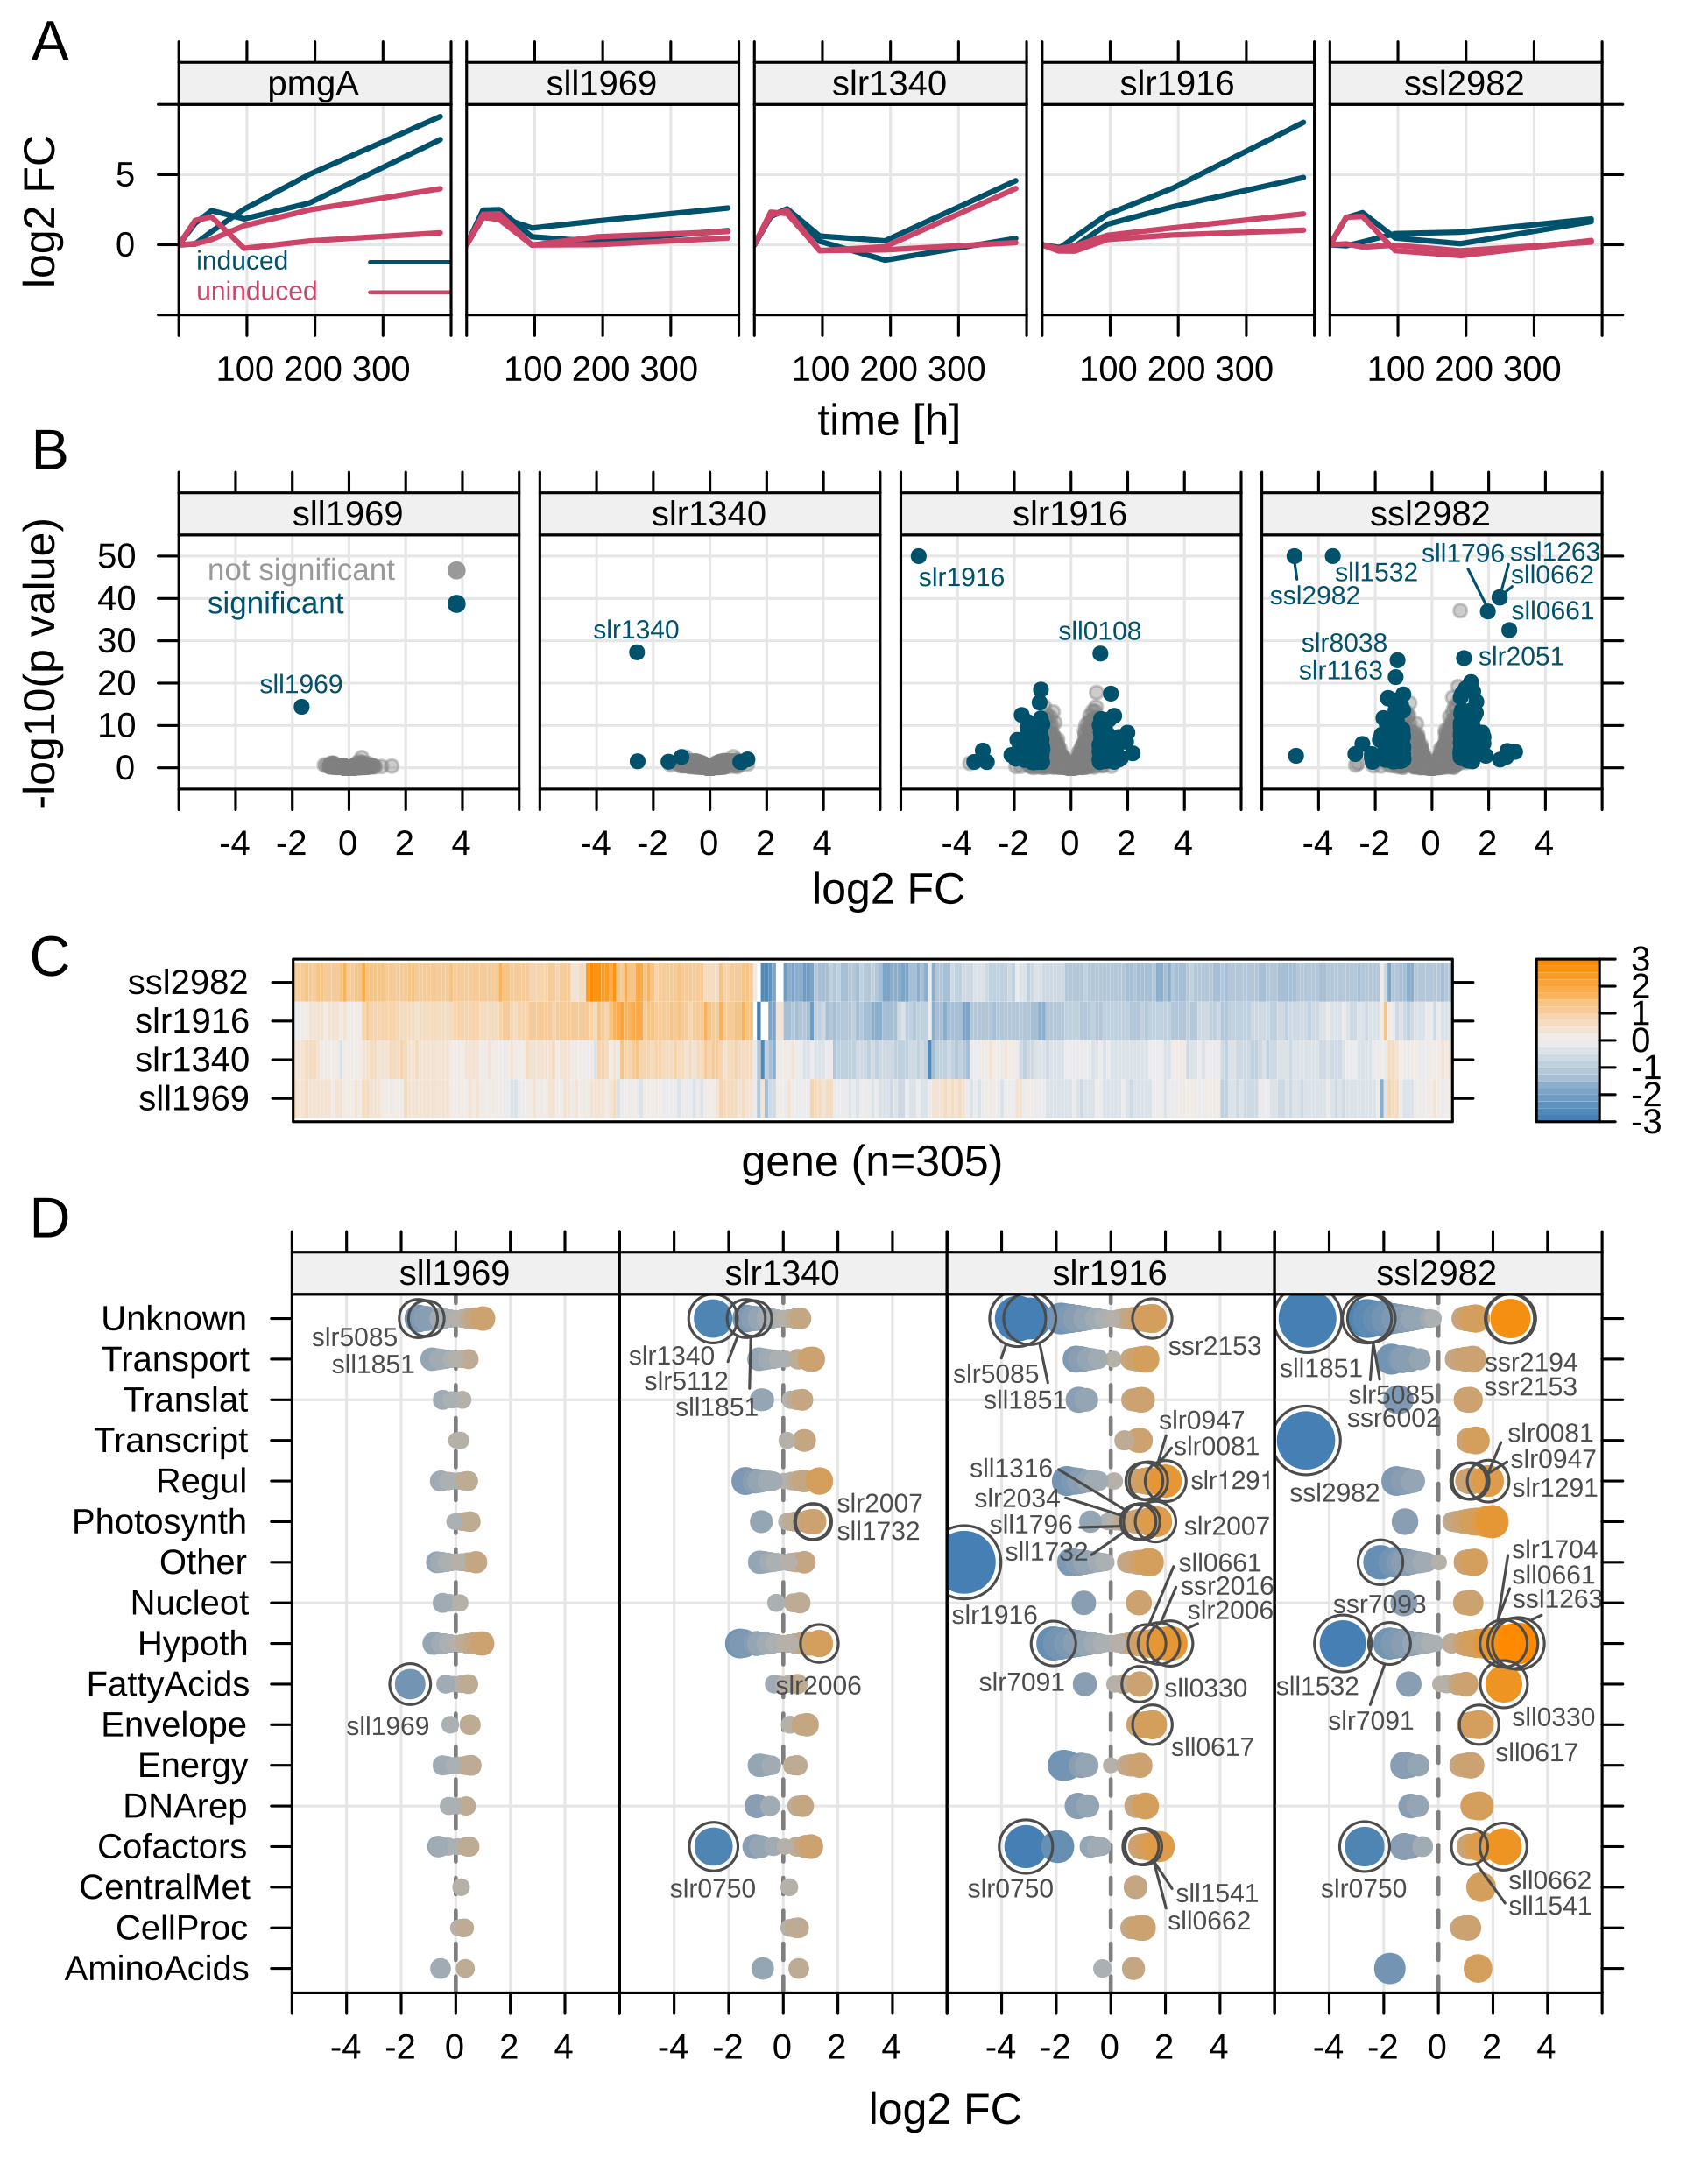 A
pmgA sll1969 slr1340 slr1916 ssl2982
log2 FC
5
0
induced
uninduced
100 200 300 100 200 300 100 200 300 100 200 300 100 200 300
time [h]
B
sll1969 slr1340 slr1916 ssl2982
-log10(p value)
50
40
30
20
10
0
not significant
significant
sll1969
slr1340
slr1916
sll0108
sll1796 ssl1263
sll1532 sll0662
ssl2982
sll0661
slr8038
slr2051
slr1163
-4 -2 0 2 4 -4 -2 0 2 4 -4 -2 0 2 4 -4 -2 0 2 4
log2 FC
C
ssl2982
slr1916
slr1340
sll1969
gene (n=305)
3
2
1
0
-1
-2
-3
D
sll1969 slr1340 slr1916 ssl2982
Unknown
Transport
Translat
Transcript
Regul
Photosynth
Other
Nucleot
Hypoth
FattyAcids
Envelope
Energy
DNArep
Cofactors
CentralMet
CellProc
AminoAcids
slr5085
sll1851
sll1969
slr1340
slr5112
sll1851
slr2007
sll1732
slr2006
slr0750
ssr2153
slr5085
sll1851
slr0947
slr0081
sll1316
slr1291
slr2034
sll1796
slr2007
sll1732
sll0661
ssr2016
slr2006
slr1916
slr7091
sll0330
sll0617
slr0750
sll1541
sll0662
sll1851
ssr2194
ssr2153
slr5085
ssr6002
slr0081
slr0947
slr1291
ssl2982
slr1704
sll0661
ssl1263
ssr7093
sll1532
slr7091
sll0330
sll0617
slr0750
sll0662
sll1541
-4 -2 0 2 4 -4 -2 0 2 4 -4 -2 0 2 4 -4 -2 0 2 4
log2 FC